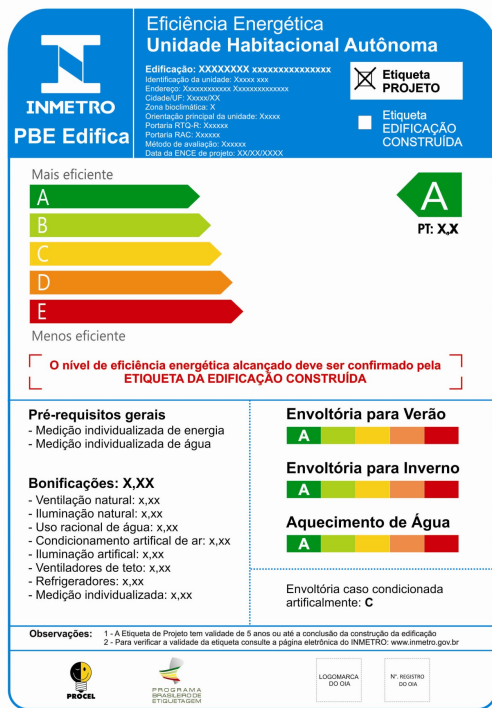 INMETRO
PBE Edifica
Eficiência Energética
Unidade Habitacional Autônoma
Edificação: XXXXXXXX xxxxxxxxxxxxxxx
Identificação da unidade: Xxxxx xxx
Endereço: Xxxxxxxxxxxx Xxxxxxxxxxxxxx
Cidade/UF: Xxxxx/XX
Zona bioclimática: X
Orientação principal da unidade: Xxxxx
Portaria RTQ-R: Xxxxxx
Portaria RAC: Xxxxxx
Método de avaliação: Xxxxxx
Data da ENCE de projeto: XX/XX/XXXX
Etiqueta
PROJETO
Etiqueta
EDIFICAÇÃO
CONSTRUÍDA
Mais eficiente
A
B
C
D
E
Menos eficiente
A
PT: X,X
O nível de eficiência energética alcançado deve ser confirmado pela
ETIQUETA DA EDIFICAÇÃO CONSTRUÍDA
Pré-requisitos gerais
- Medição individualizada de energia
- Medição individualizada de água
Bonificações: X,XX
- Ventilação natural: x,xx
- Iluminação natural: x,xx
- Uso racional de água: x,xx
- Condicionamento artifical de ar: x,xx
- Iluminação artifical: x,xx
- Ventiladores de teto: x,xx
- Refrigeradores: x,xx
- Medição individualizada: x,xx
Envoltória para Verão
A
Envoltória para Inverno
A
Aquecimento de Água
A
Envoltória caso condicionada
artificalmente: C
Observações: 1 - A Etiqueta de Projeto tem validade de 5 anos ou até a conclusão da construção da edificação
2 - Para verificar a validade da etiqueta consulte a página eletrônica do INMETRO: www.inmetro.gov.br
PROCEL
PROGRAMA
BRASILEIRO DE
ETIQUETAGEM
LOGOMARCA
DO OIA
N°. REGISTRO
DO OIA